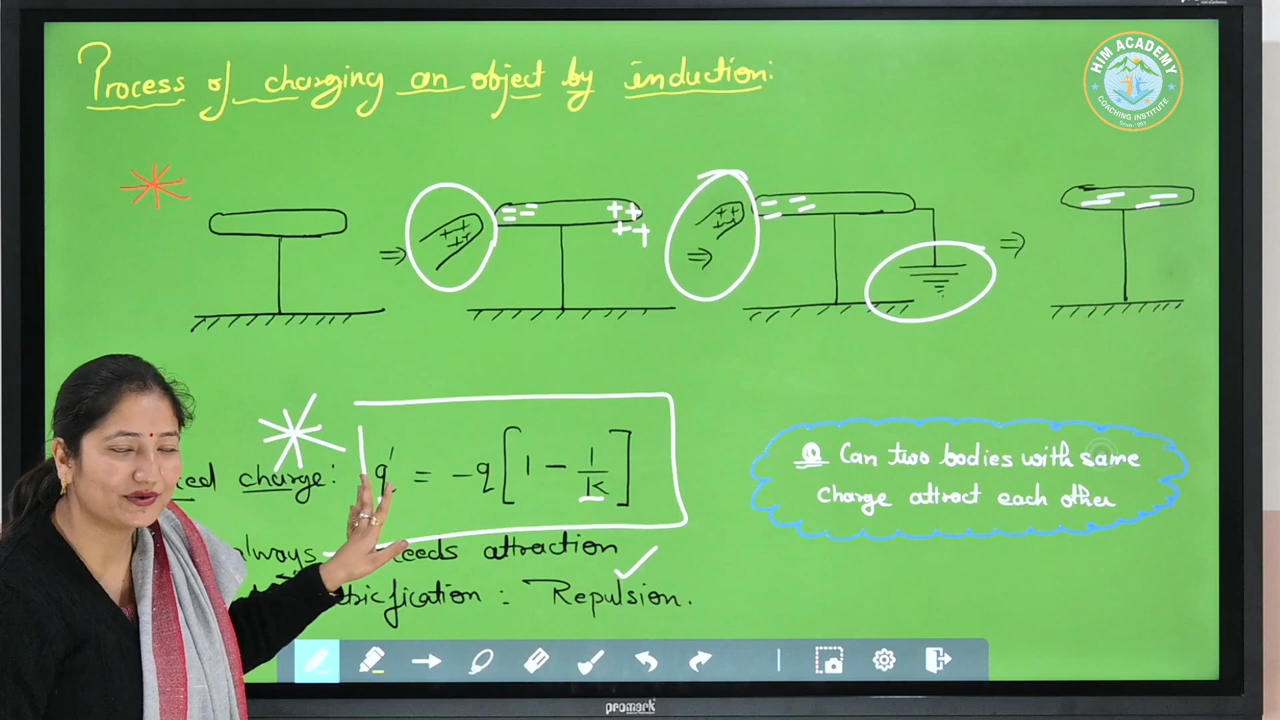 Process of charging an object by induction:
HIM ACADEMY
COACHING INSTITUTE
⇒ ++ ++ -- -- ++ ++ ⇒ ++ ++ -- -- -- ⇒ -- -- --
charge: q' = -q [1 - 1/K]
Q Can two bodies with same
Charge attract each other
always attraction
: Repulsion.
promark